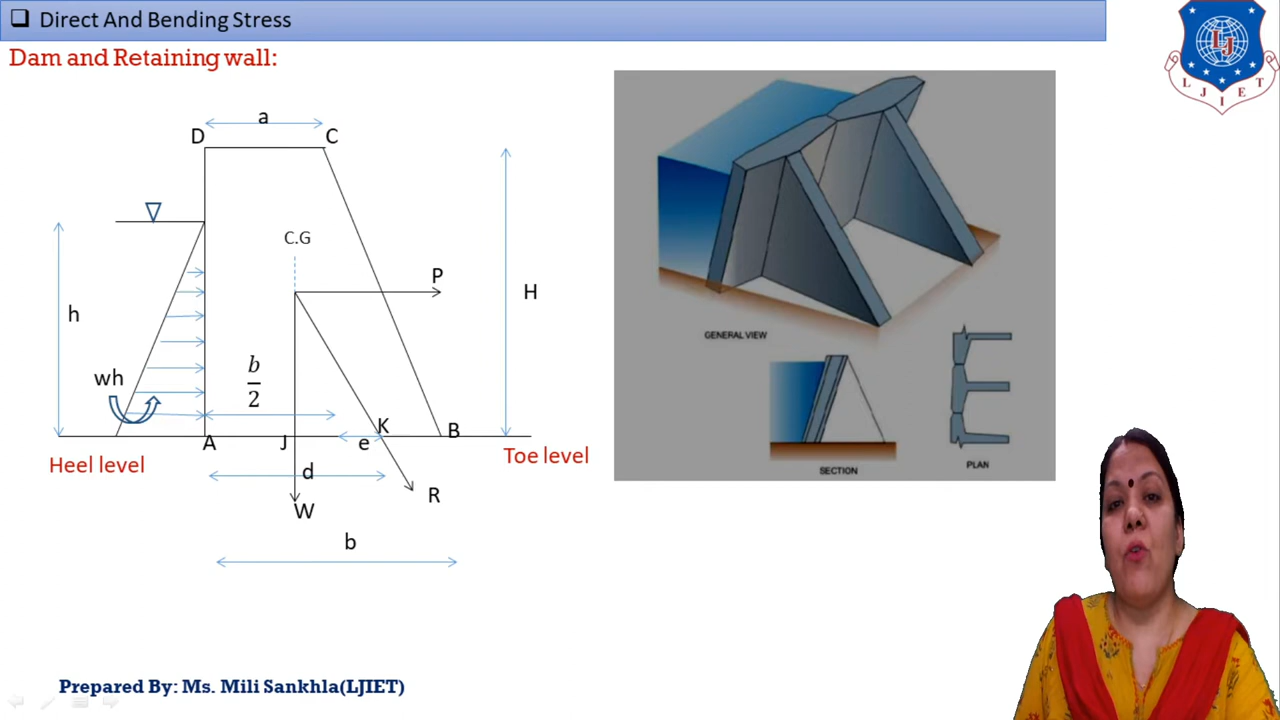 ❑ Direct And Bending Stress
Dam and Retaining wall:
L J I E T
LJ
a
D C
C.G
P
h
H
wh
b
2
A J e K B
Heel level
Toe level
d
R
W
b
GENERAL VIEW
SECTION
PLAN
Prepared By: Ms. Mili Sankhla(LJIET)